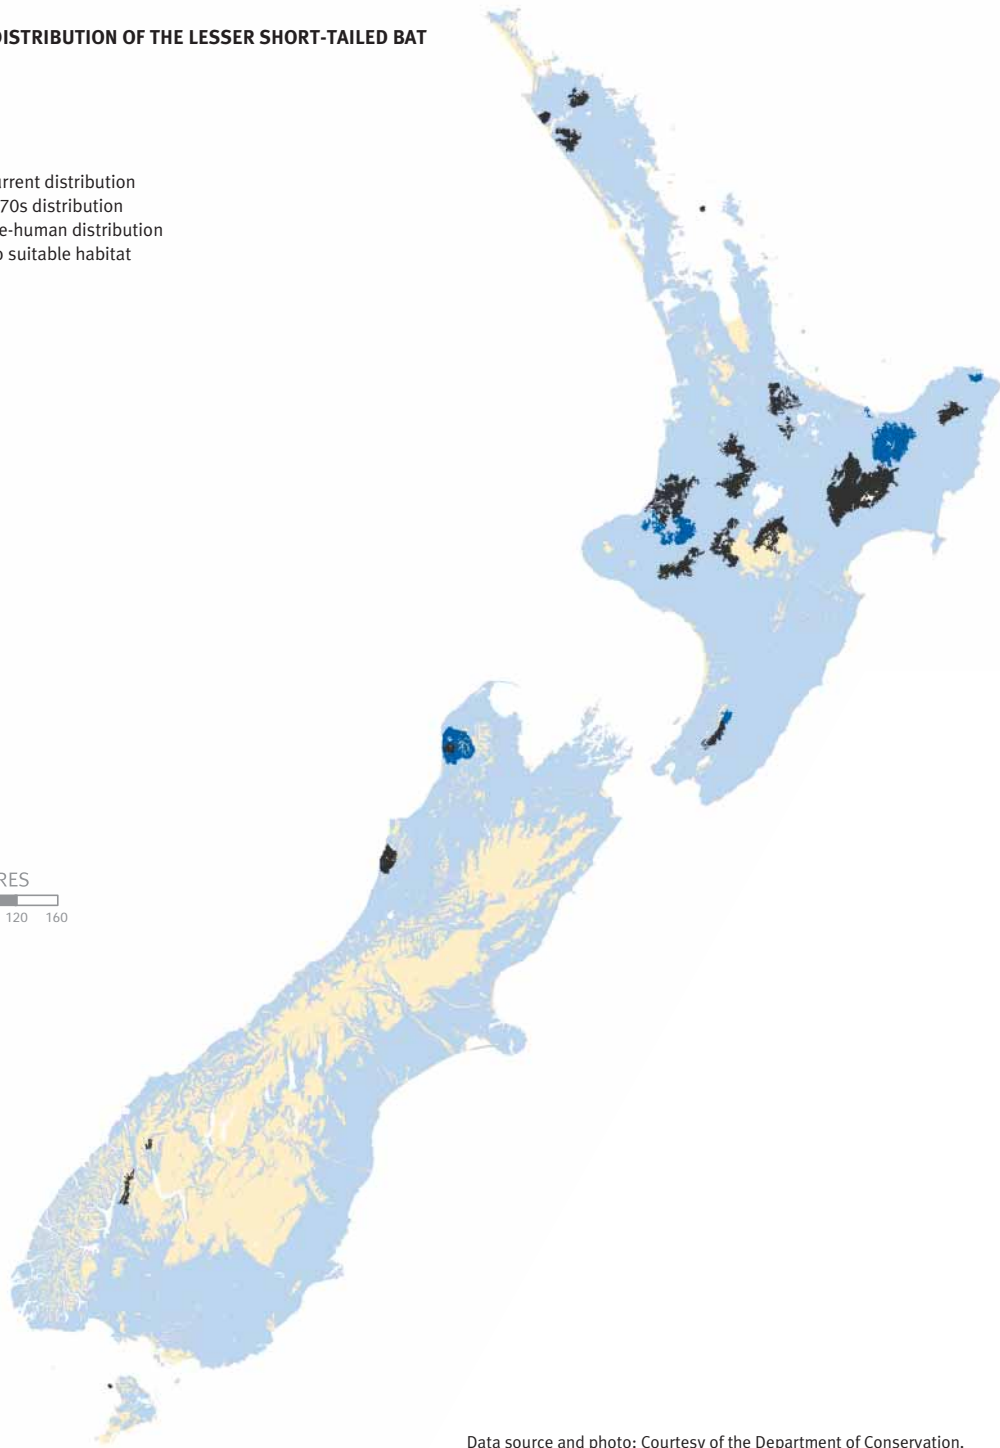 DISTRIBUTION OF THE LESSER SHORT-TAILED BAT
urrent distribution
70s distribution
e-human distribution
o suitable habitat
RES
120 160
Data source and photo: Courtesy of the Department of Conservation.